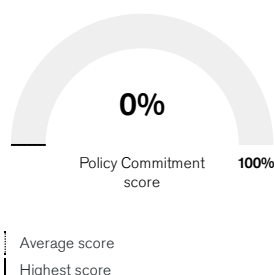 0%
Policy Commitment
score
100%
Average score
Highest score